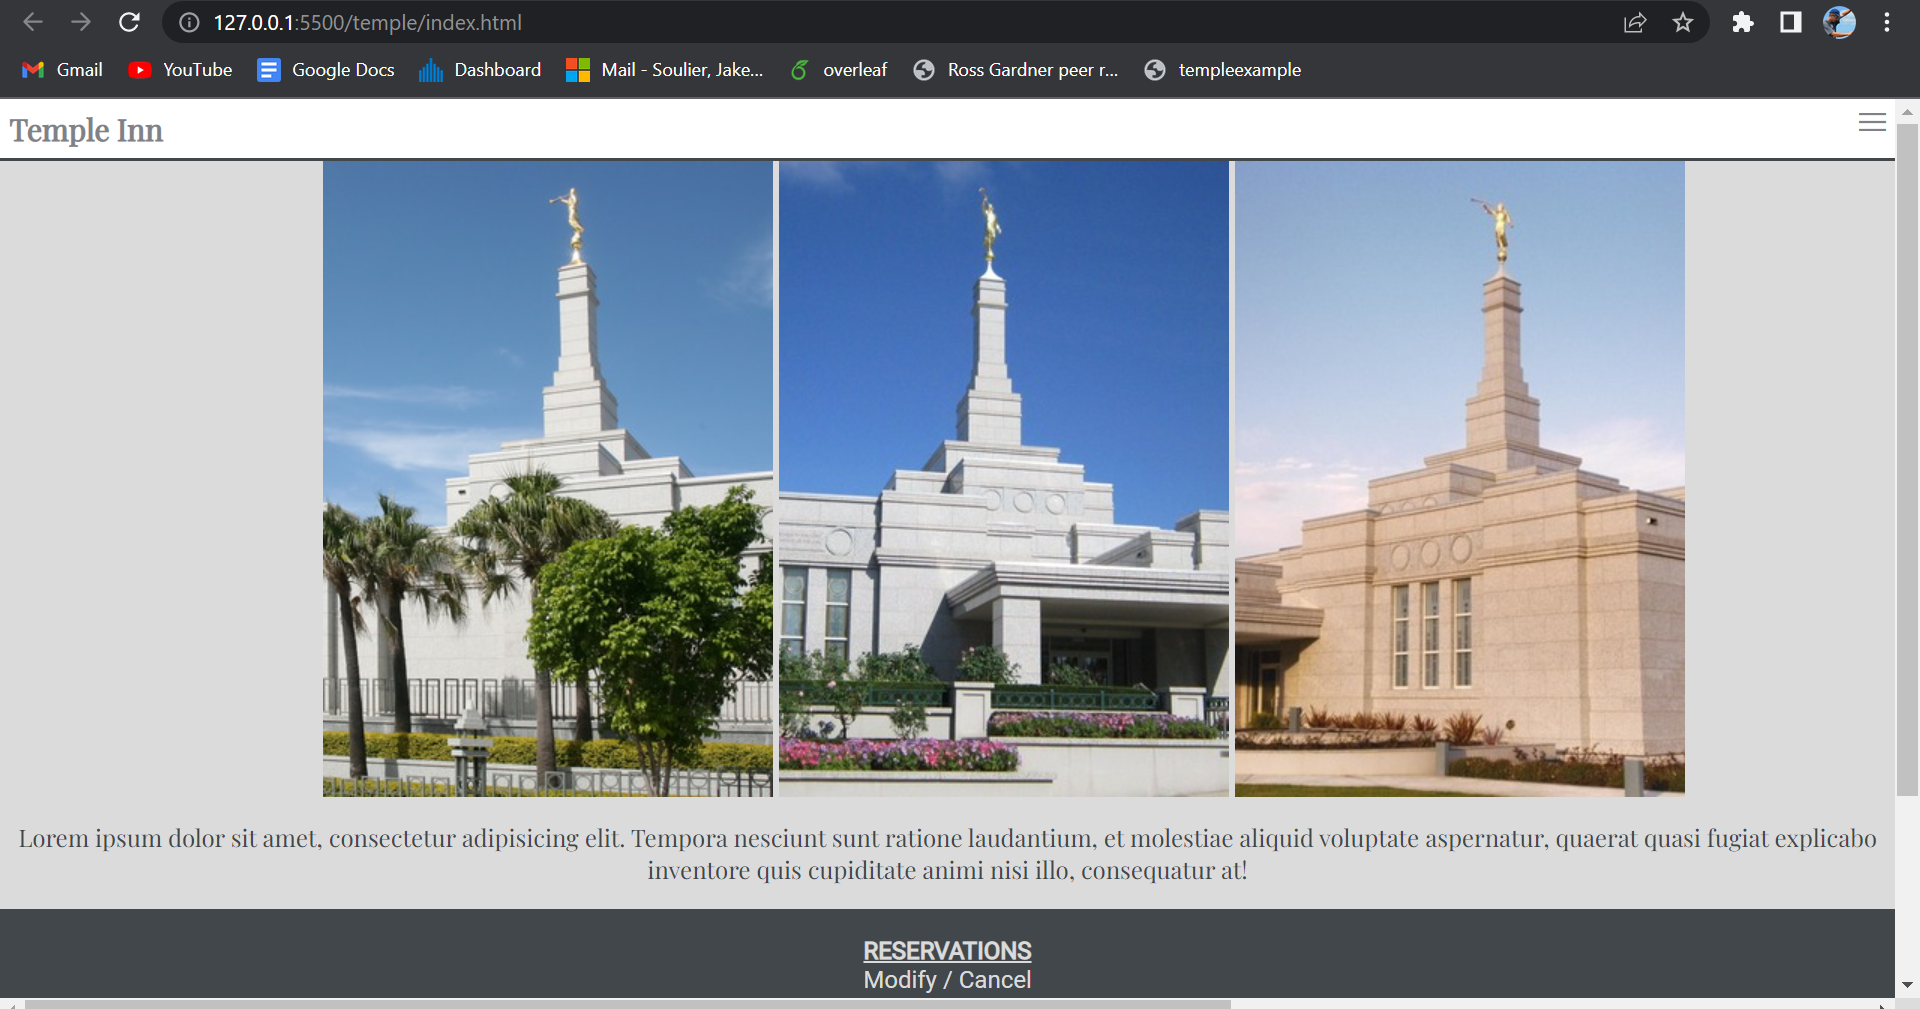 127.0.0.1:5500/temple/index.html
Gmail YouTube Google Docs Dashboard Mail - Soulier, Jake... overleaf Ross Gardner peer r... templeexample
Temple Inn
Lorem ipsum dolor sit amet, consectetur adipisicing elit. Tempora nesciunt sunt ratione laudantium, et molestiae aliquid voluptate aspernatur, quaerat quasi fugiat explicabo
inventore quis cupiditate animi nisi illo, consequatur at!
RESERVATIONS
Modify / Cancel